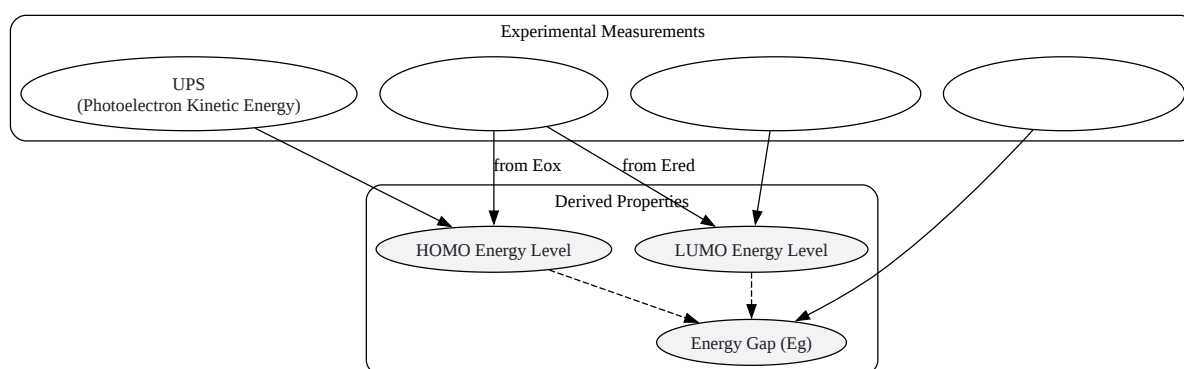 Experimental Measurements
UPS
(Photoelectron Kinetic Energy)
from Eox
from Ered
Derived Properties
HOMO Energy Level
LUMO Energy Level
Energy Gap (Eg)